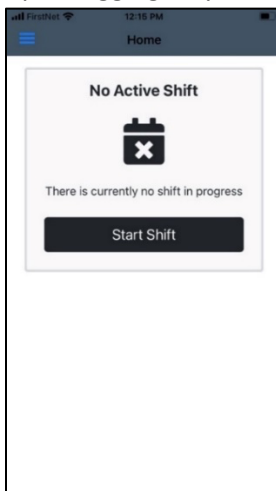 FirstNet 12:15 PM
Home
No Active Shift
There is currently no shift in progress
Start Shift